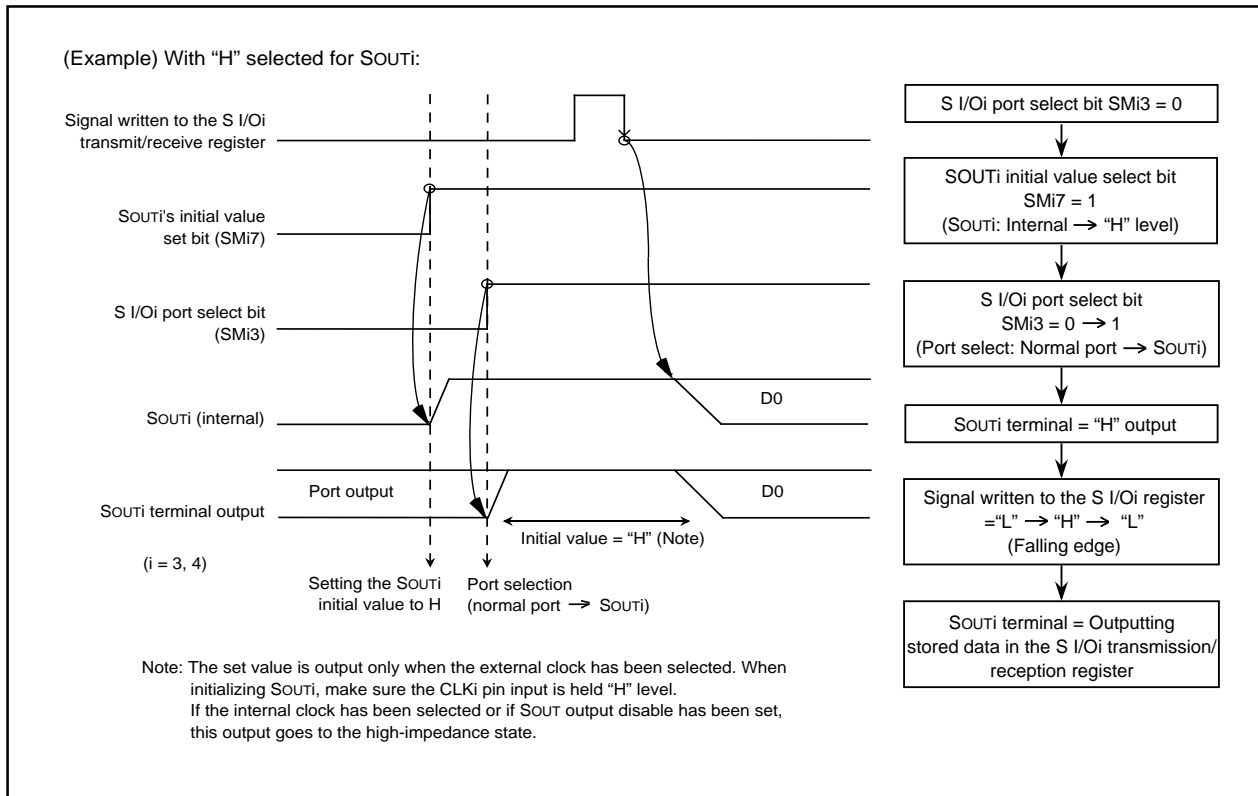 (Example) With “H” selected for SOUTi:
Signal written to the S I/Oi
transmit/receive register
SOUTi's initial value
set bit (SMi7)
S I/Oi port select bit
(SMi3)
SOUTi (internal)
D0
Port output
D0
SOUTi terminal output
Initial value = “H” (Note)
(i = 3, 4)
Setting the SOUTi
initial value to H
Port selection
(normal port → SOUTi)
Note: The set value is output only when the external clock has been selected. When
initializing SOUTi, make sure the CLKi pin input is held “H” level.
If the internal clock has been selected or if SOUT output disable has been set,
this output goes to the high-impedance state.
S I/Oi port select bit SMi3 = 0
SOUTi initial value select bit
SMi7 = 1
(SOUTi: Internal → “H” level)
S I/Oi port select bit
SMi3 = 0 → 1
(Port select: Normal port → SOUTi)
SOUTi terminal = “H” output
Signal written to the S I/Oi register
=“L” → “H” → “L”
(Falling edge)
SOUTi terminal = Outputting
stored data in the S I/Oi transmission/
reception register